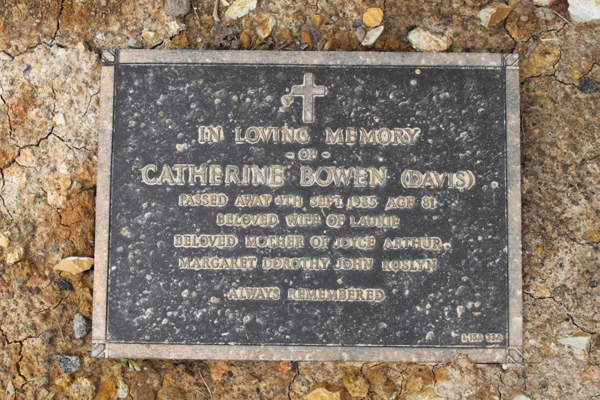 IN LOVING MEMORY
- OF -
CATHERINE BOWEN (DAVIS)
PASSED AWAY 9TH SEPT. 1985 AGE 81
BELOVED WIFE OF LAURIE
BELOVED MOTHER OF JOYCE ARTHUR,
MARGARET DOROTHY JOHN ROSLYN
ALWAYS REMEMBERED